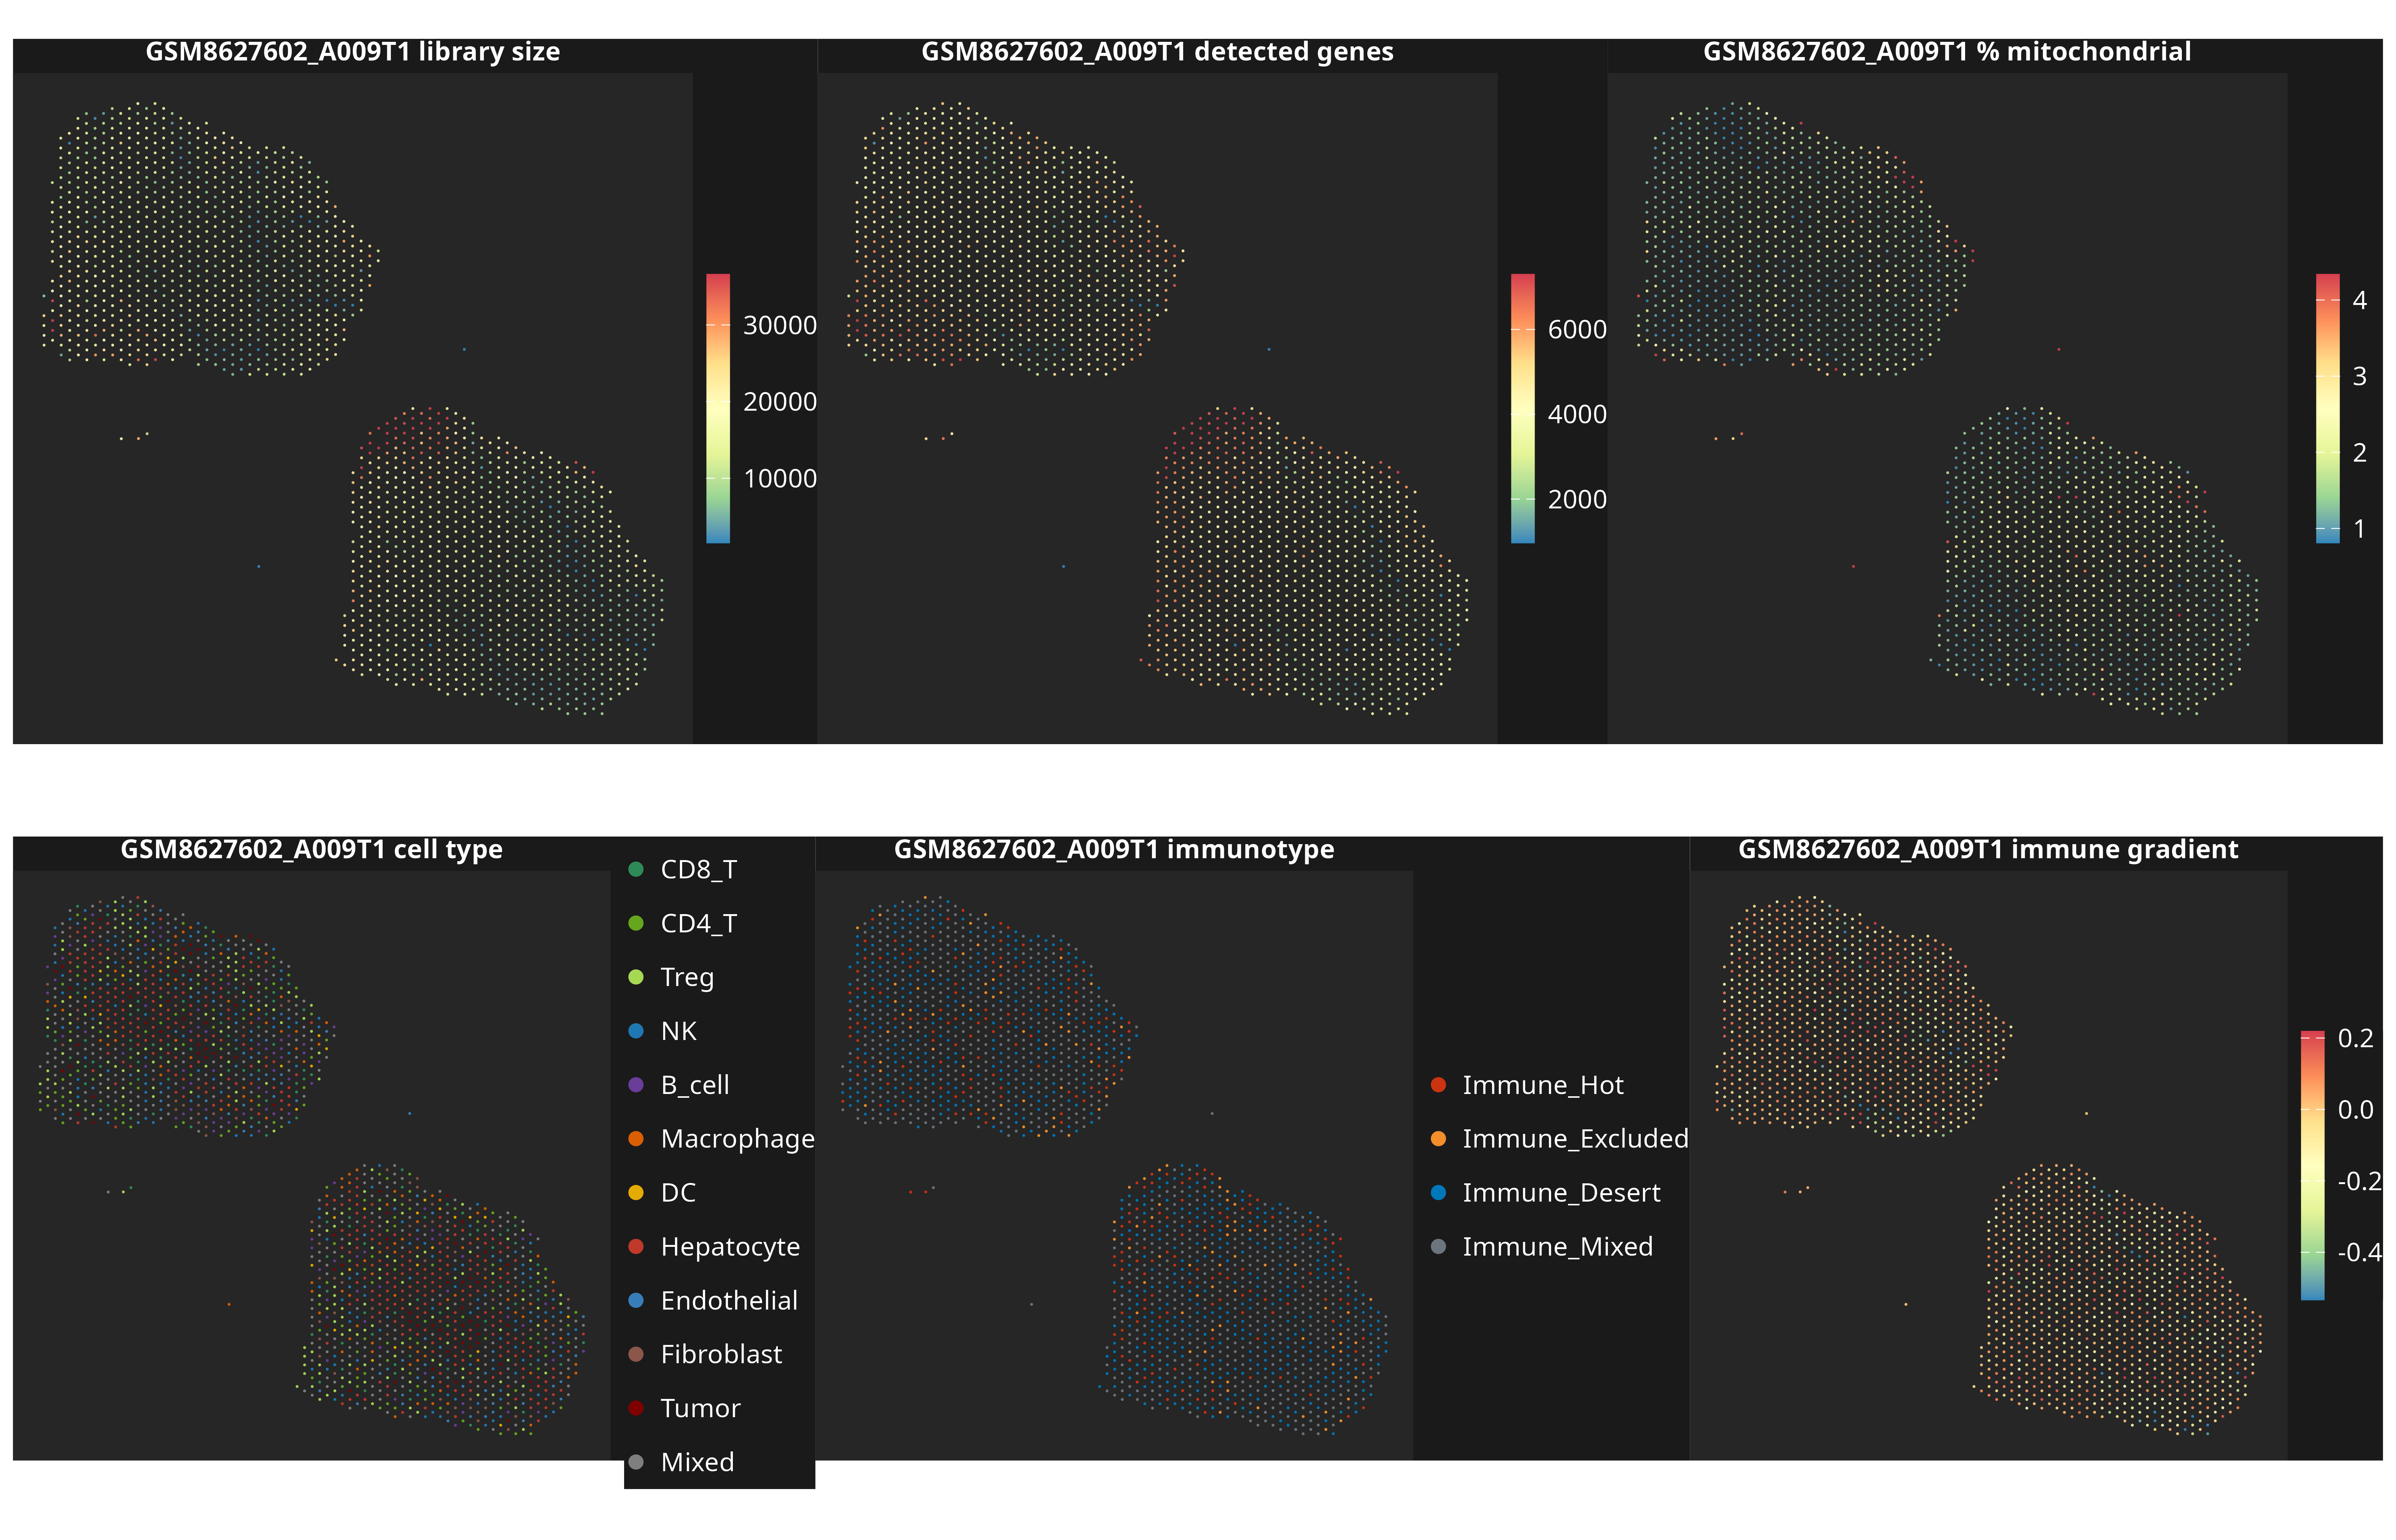 GSM8627602_A009T1 library size
30000
20000
10000
GSM8627602_A009T1 detected genes
6000
4000
2000
GSM8627602_A009T1 % mitochondrial
4
3
2
1
GSM8627602_A009T1 cell type
CD8_T
CD4_T
Treg
NK
B_cell
Macrophage
DC
Hepatocyte
Endothelial
Fibroblast
Tumor
Mixed
GSM8627602_A009T1 immunotype
Immune_Hot
Immune_Excluded
Immune_Desert
Immune_Mixed
GSM8627602_A009T1 immune gradient
0.2
0.0
-0.2
-0.4